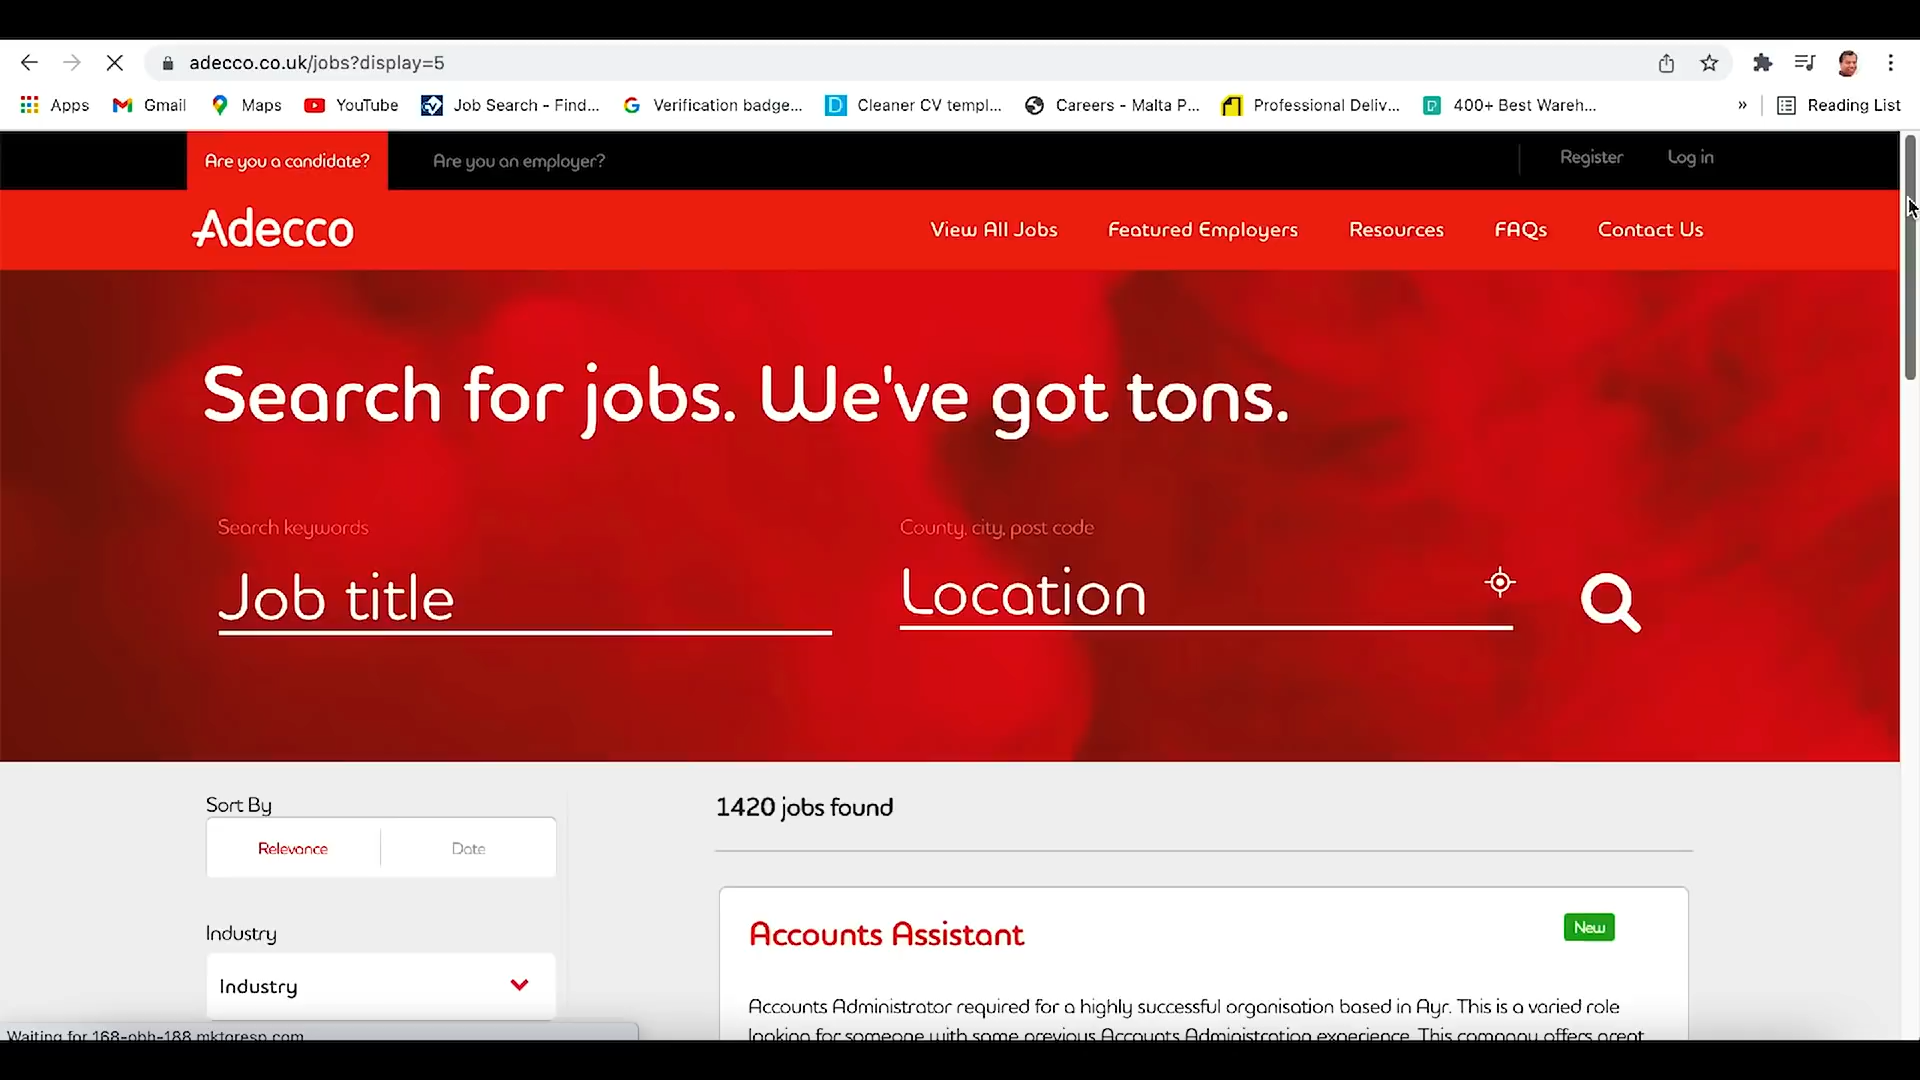 adecco.co.uk/jobs?display=5
Apps Gmail Maps YouTube Job Search - Find... Verification badge... Cleaner CV templ... Careers - Malta P... Professional Deliv... 400+ Best Wareh... » Reading List
Are you a candidate? Are you an employer? Register Log in
Adecco View All Jobs Featured Employers Resources FAQs Contact Us
Search for jobs. We've got tons.
Search keywords County, city, post code
Job title Location
Sort By 1420 jobs found
Relevance Date
Accounts Assistant New
Industry
Industry
Accounts Administrator required for a highly successful organisation based in Ayr. This is a varied role
looking for someone with some previous Accounts Administration experience. This company offers great
Waiting for 168-obh-188.mktoresp.com